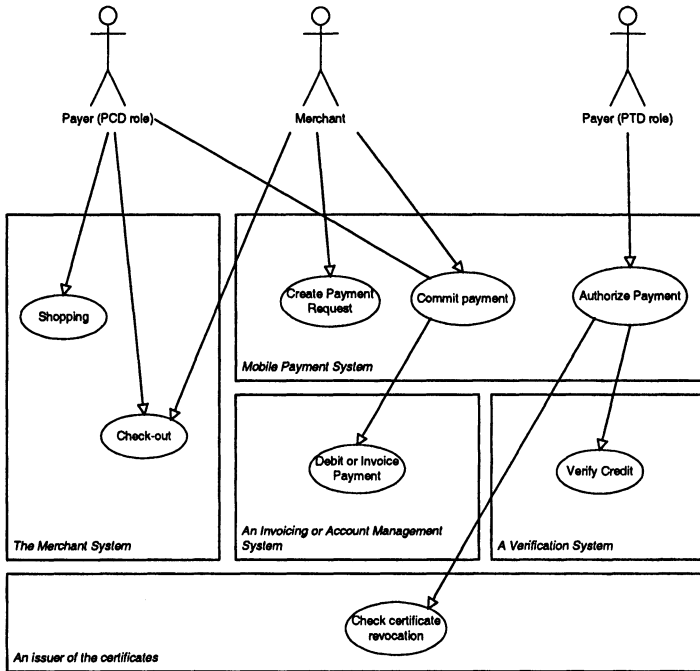 Payer (PCD role)
Merchant
Payer (PTD role)
Shopping
Create Payment
Request
Commit payment
Authorize Payment
Mobile Payment System
Check-out
Debit or Invoice
Payment
Verify Credit
The Merchant System
An Invoicing or Account Management
System
A Verification System
Check certificate
revocation
An issuer of the certificates